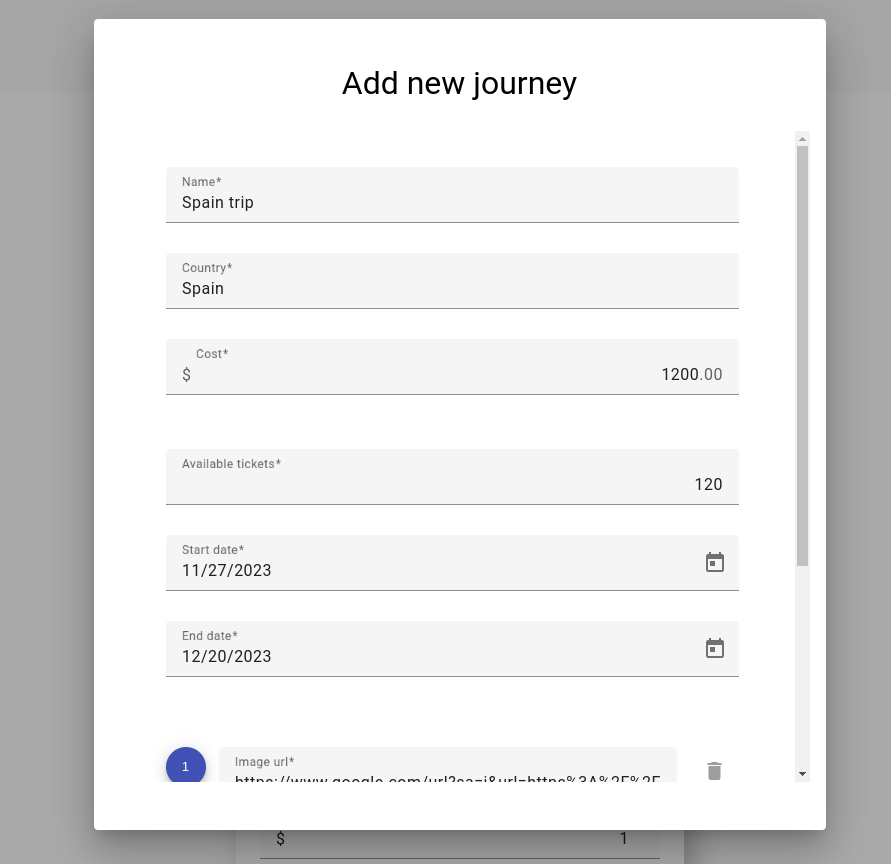 Add new journey
Name*
Spain trip
Country*
Spain
Cost*
$ 1200.00
Available tickets*
120
Start date*
11/27/2023
End date*
12/20/2023
1 Image url*
https://www.google.com/url?sa=i&url=https%3A%2F%2F
$ 1